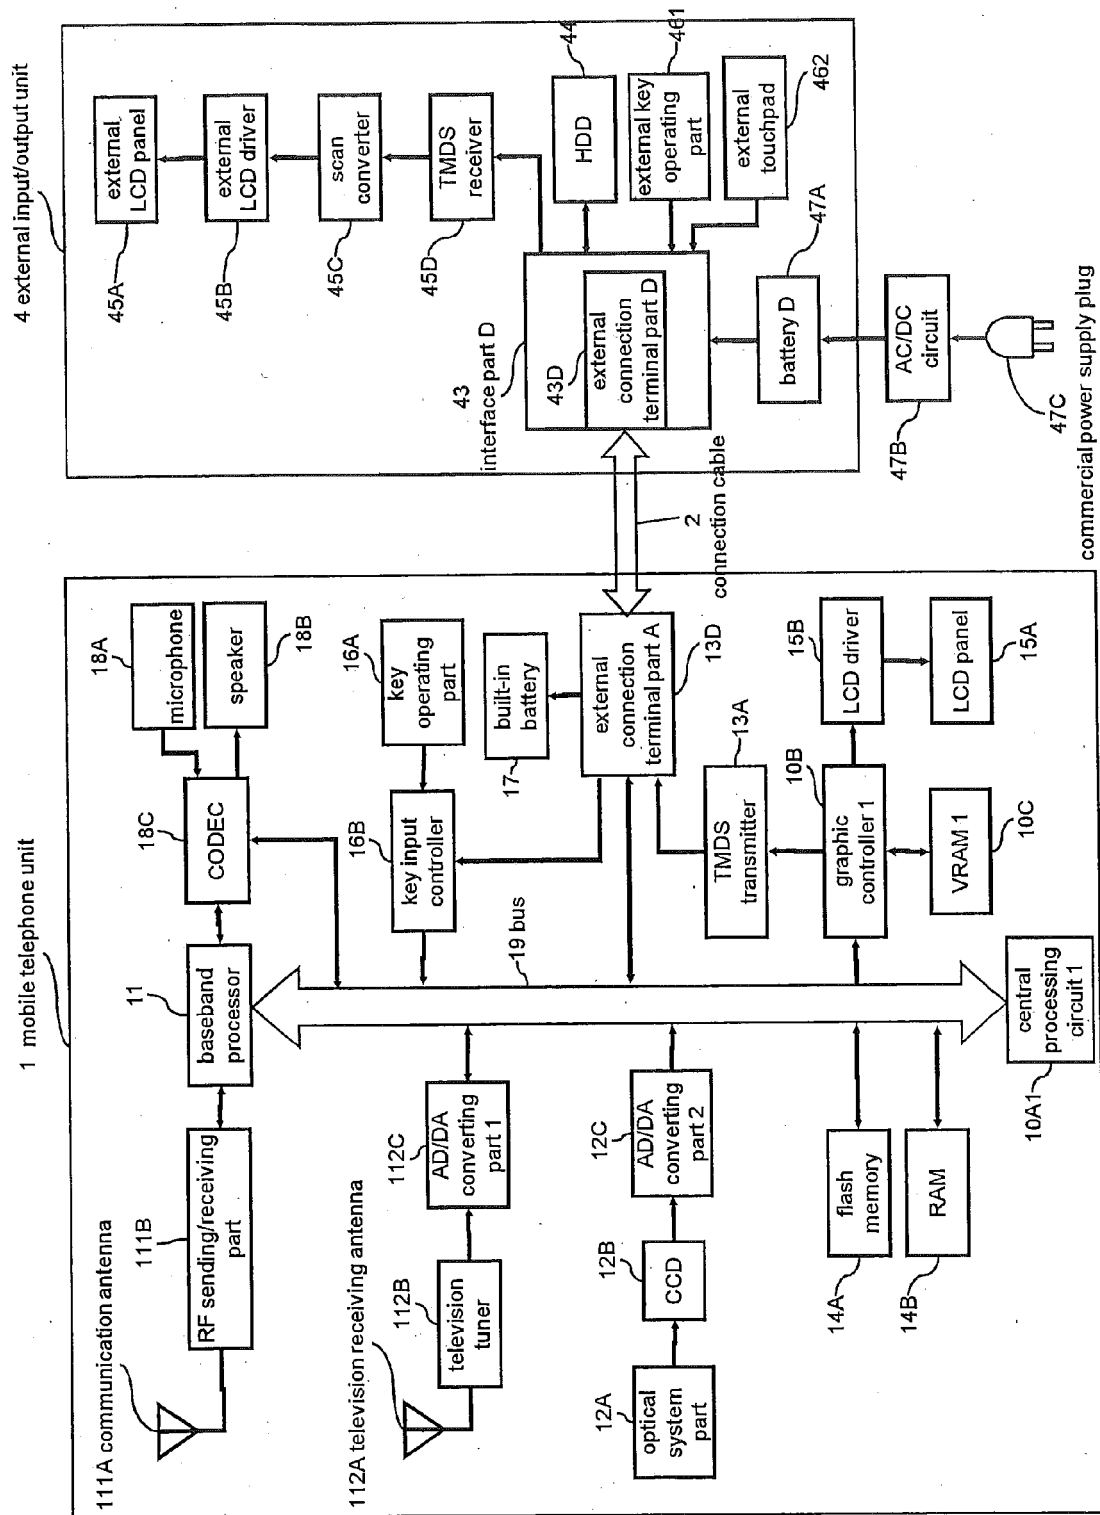 1 mobile telephone unit
111A communication antenna
111B
RF sending/receiving
part
11
baseband
processor
18C
CODEC
18A
microphone
speaker
18B
112A television receiving antenna
112B
television
tuner
112C
AD/DA
converting
part 1
16B
key input
controller
16A
key
operating
part
17
built-in
battery
19 bus
12A
optical
system
part
12B
CCD
12C
AD/DA
converting
part 2
external
connection
terminal part A
13D
13A
TMDS
transmitter
14A
flash
memory
14B
RAM
10B
graphic
controller 1
VRAM 1
10C
15B
LCD driver
LCD panel
15A
10A1
central
processing
circuit 1
2
connection cable
4 external input/output unit
45A
external
LCD panel
45B
external
LCD driver
45C
scan
converter
45D
TMDS
receiver
43
interface part D
43D
external
connection
terminal part D
HDD
44
external key
operating
part
461
external
touchpad
462
battery D
47A
AC/DC
circuit
47B
47C
commercial power supply plug